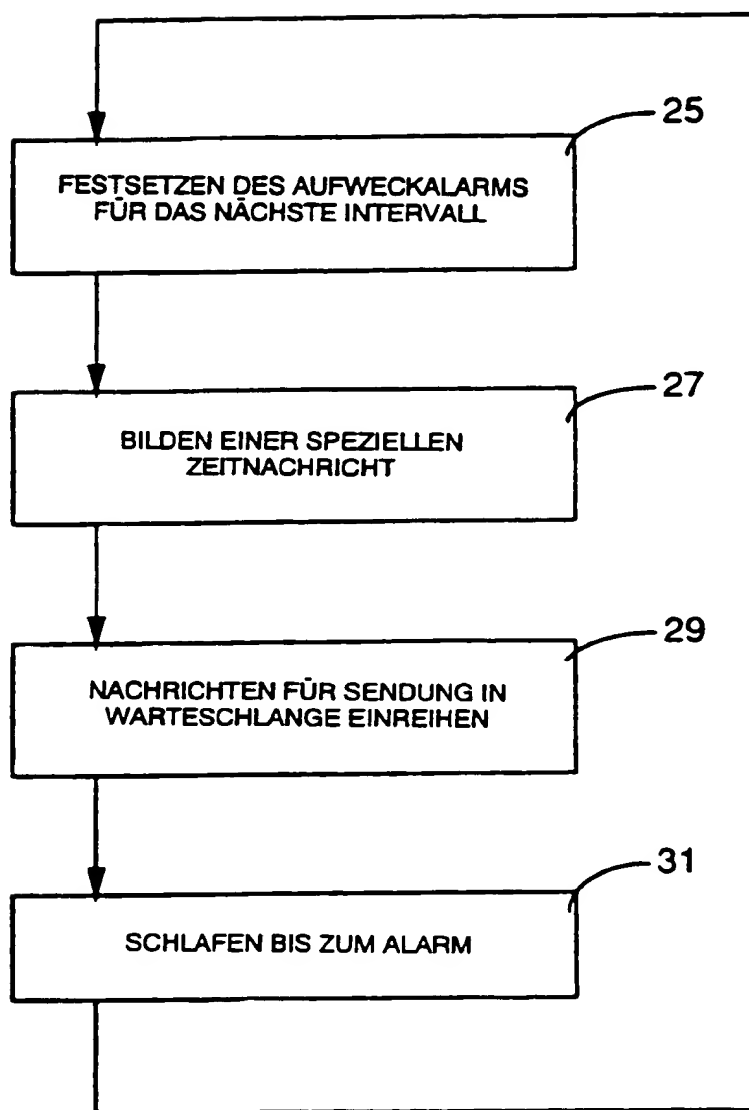 25
FESTSETZEN DES AUFWECKALARMS
FÜR DAS NÄCHSTE INTERVALL
27
BILDEN EINER SPEZIELLEN
ZEITNACHRICHT
29
NACHRICHTEN FÜR SENDUNG IN
WARTESCHLANGE EINREIHEN
31
SCHLAFEN BIS ZUM ALARM